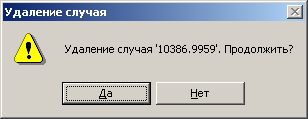 Удаление случая
Удаление случая '10386.9959'. Продолжить?
Да
Нет